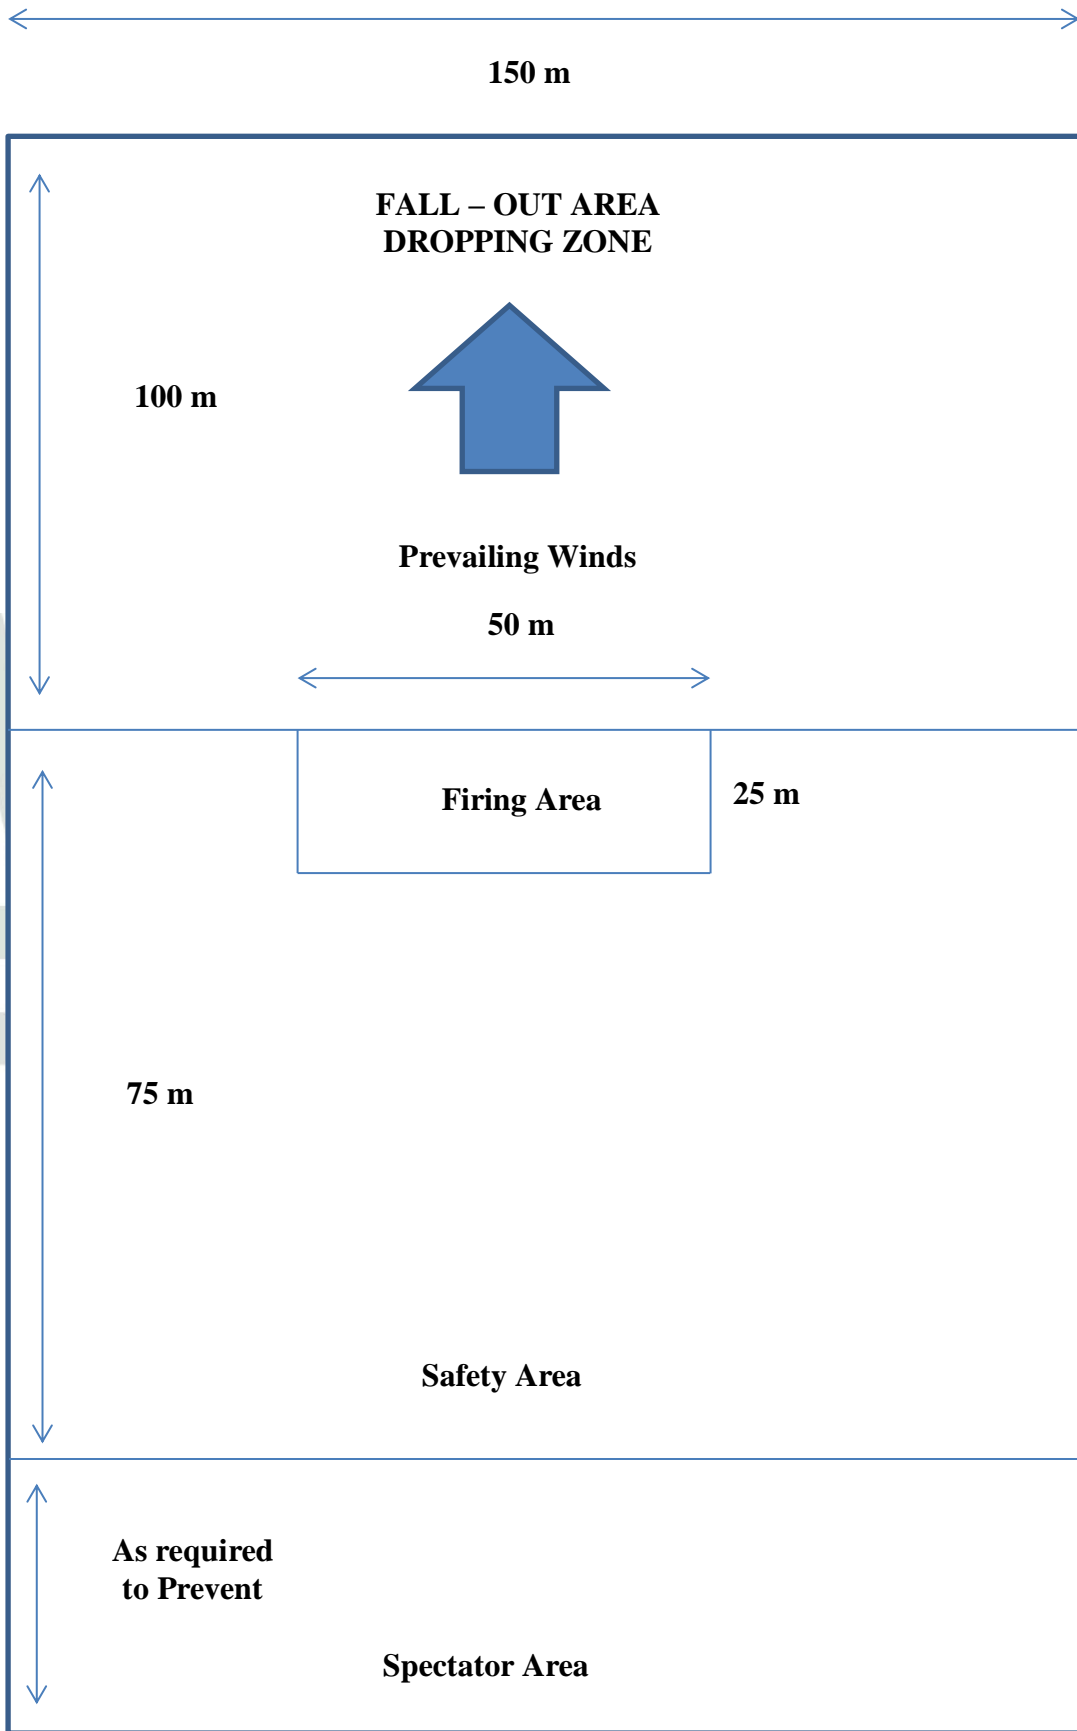 150 m
FALL – OUT AREA
DROPPING ZONE
100 m
Prevailing Winds
50 m
Firing Area
25 m
75 m
Safety Area
As required
to Prevent
Spectator Area